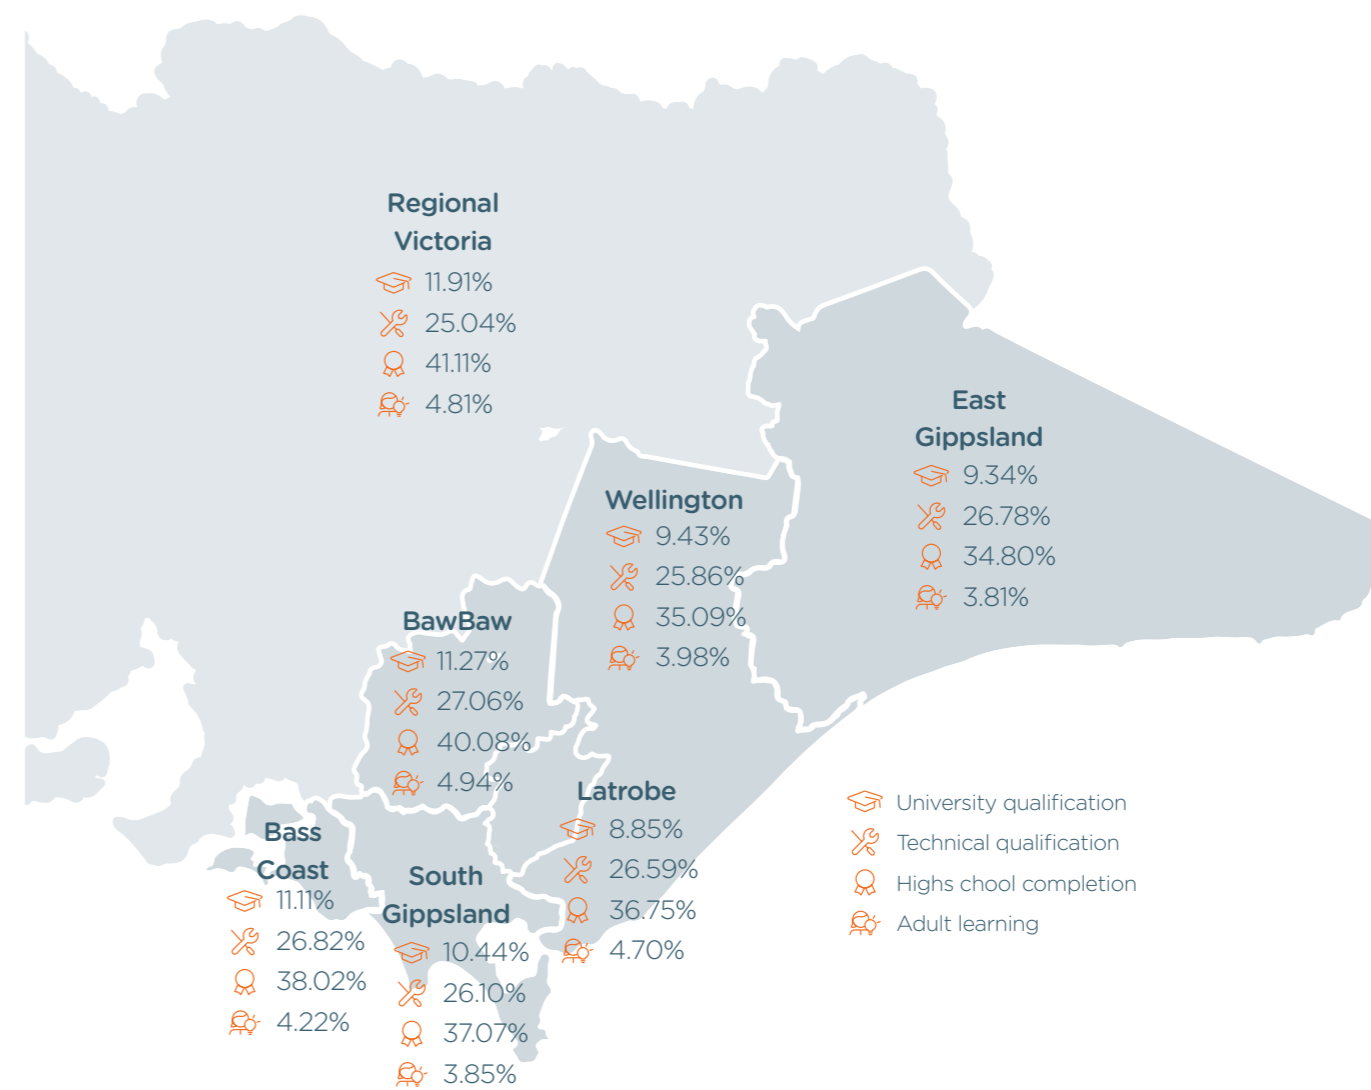 Regional
Victoria
11.91%
25.04%
41.11%
4.81%
East
Gippsland
9.34%
26.78%
34.80%
3.81%
Wellington
9.43%
25.86%
35.09%
3.98%
BawBaw
11.27%
27.06%
40.08%
4.94%
Latrobe
8.85%
26.59%
36.75%
4.70%
Bass
Coast
11.11%
26.82%
38.02%
4.22%
South
Gippsland
10.44%
26.10%
37.07%
3.85%
University qualification
Technical qualification
Highs chool completion
Adult learning